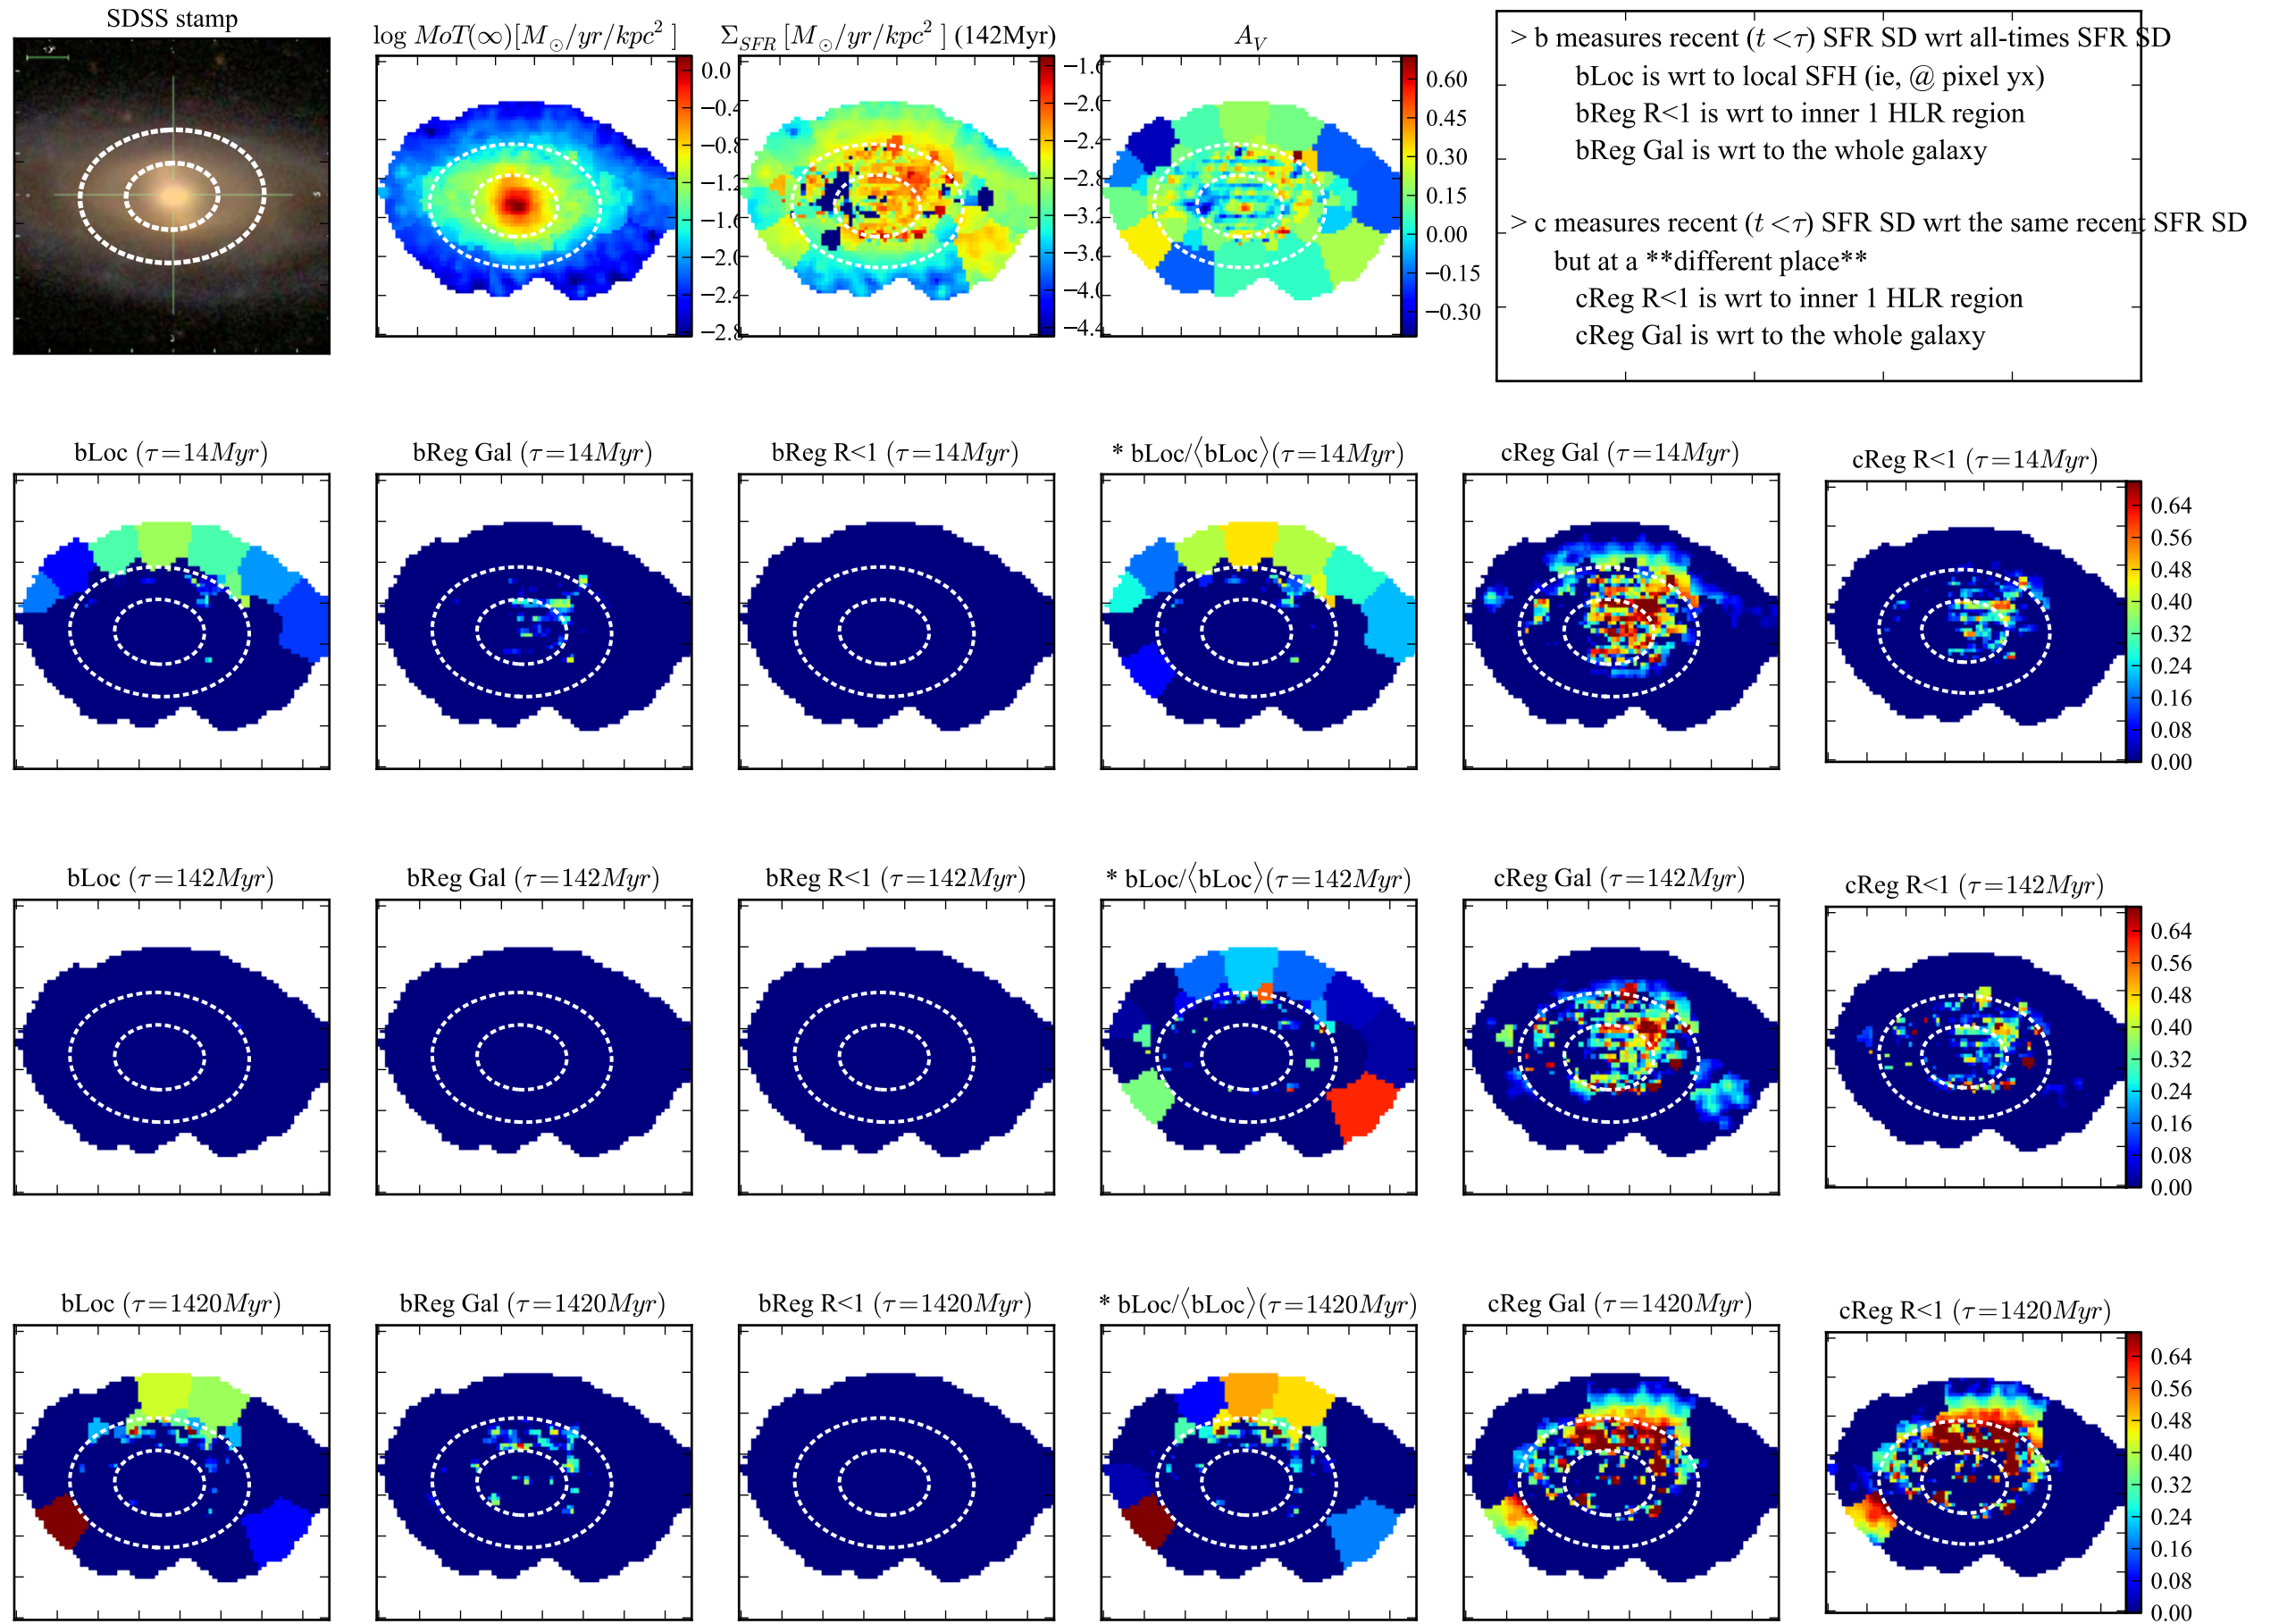 SDSS stamp
log MoT(∞)[M⊙/yr/kpc² ]
Σ_SFR [M⊙/yr/kpc² ] (142Myr)
A_V
0.0
−0.4
−0.8
−1.2
−1.6
−2.0
−2.4
−2.8
−1.6
−2.0
−2.4
−2.8
−3.2
−3.6
−4.0
−4.4
0.60
0.45
0.30
0.15
0.00
−0.15
−0.30
> b measures recent (t <τ) SFR SD wrt all-times SFR SD
bLoc is wrt to local SFH (ie, @ pixel yx)
bReg R<1 is wrt to inner 1 HLR region
bReg Gal is wrt to the whole galaxy
> c measures recent (t <τ) SFR SD wrt the same recent SFR SD
but at a **different place**
cReg R<1 is wrt to inner 1 HLR region
cReg Gal is wrt to the whole galaxy
bLoc (τ=14Myr)
bReg Gal (τ=14Myr)
bReg R<1 (τ=14Myr)
* bLoc/⟨bLoc⟩(τ=14Myr)
cReg Gal (τ=14Myr)
cReg R<1 (τ=14Myr)
0.64
0.56
0.48
0.40
0.32
0.24
0.16
0.08
0.00
bLoc (τ=142Myr)
bReg Gal (τ=142Myr)
bReg R<1 (τ=142Myr)
* bLoc/⟨bLoc⟩(τ=142Myr)
cReg Gal (τ=142Myr)
cReg R<1 (τ=142Myr)
0.64
0.56
0.48
0.40
0.32
0.24
0.16
0.08
0.00
bLoc (τ=1420Myr)
bReg Gal (τ=1420Myr)
bReg R<1 (τ=1420Myr)
* bLoc/⟨bLoc⟩(τ=1420Myr)
cReg Gal (τ=1420Myr)
cReg R<1 (τ=1420Myr)
0.64
0.56
0.48
0.40
0.32
0.24
0.16
0.08
0.00